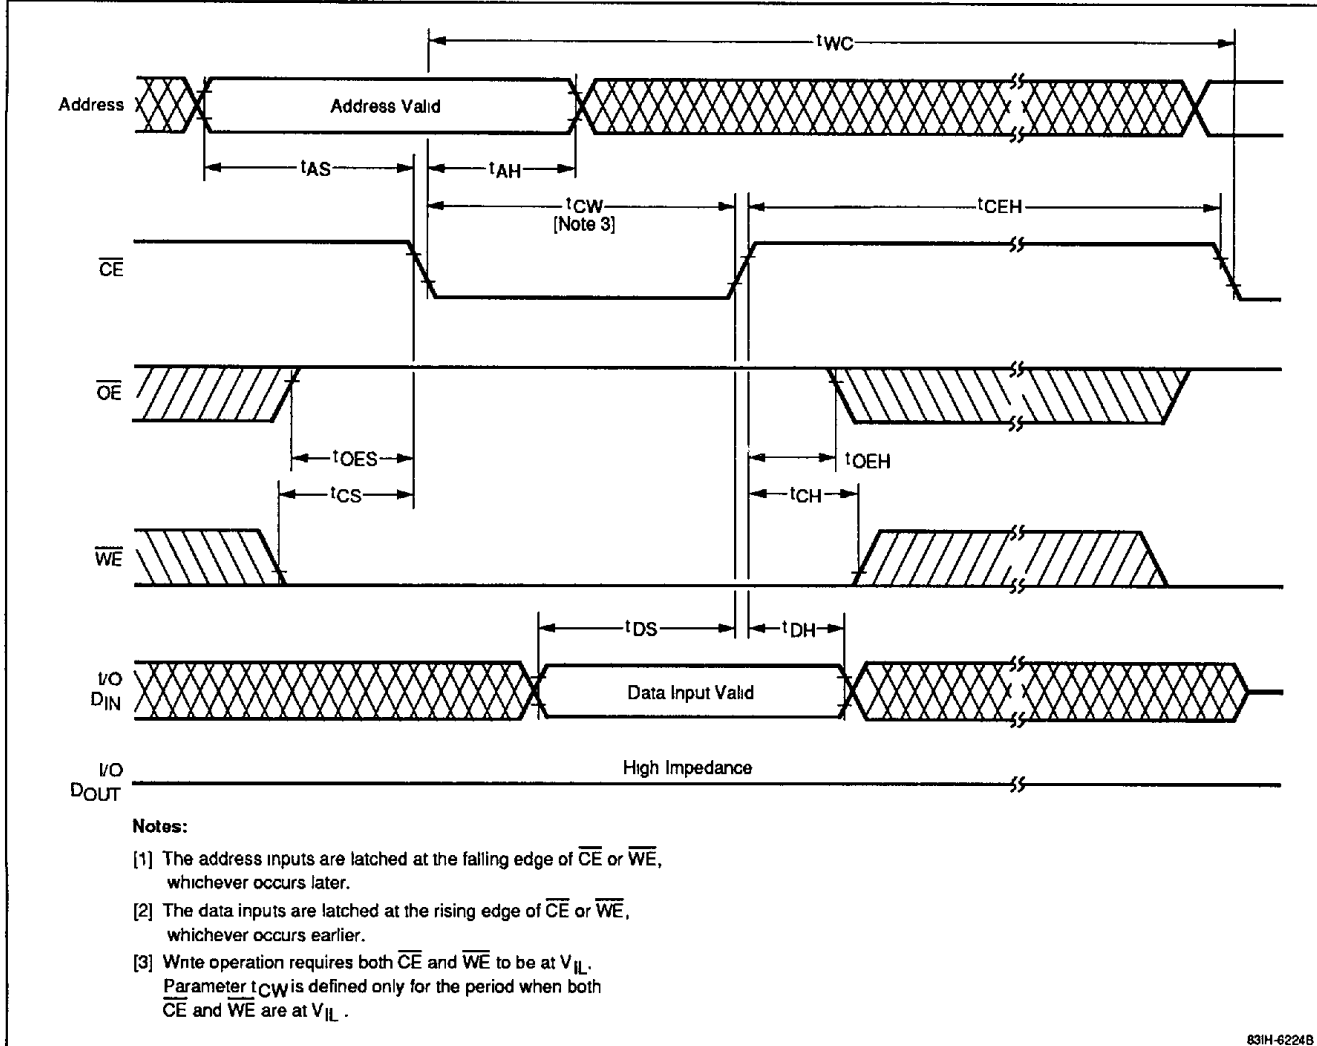 tWC
Address
Address Valid
tAS
tAH
tCW
[Note 3]
tCEH
CE
OE
tOES
tOEH
tCS
tCH
WE
tDS
tDH
I/O
DIN
Data Input Valid
I/O
DOUT
High Impedance
Notes:
[1] The address inputs are latched at the falling edge of CE or WE,
whichever occurs later.
[2] The data inputs are latched at the rising edge of CE or WE,
whichever occurs earlier.
[3] Write operation requires both CE and WE to be at VIL.
Parameter tCW is defined only for the period when both
CE and WE are at VIL.
83IH-6224B